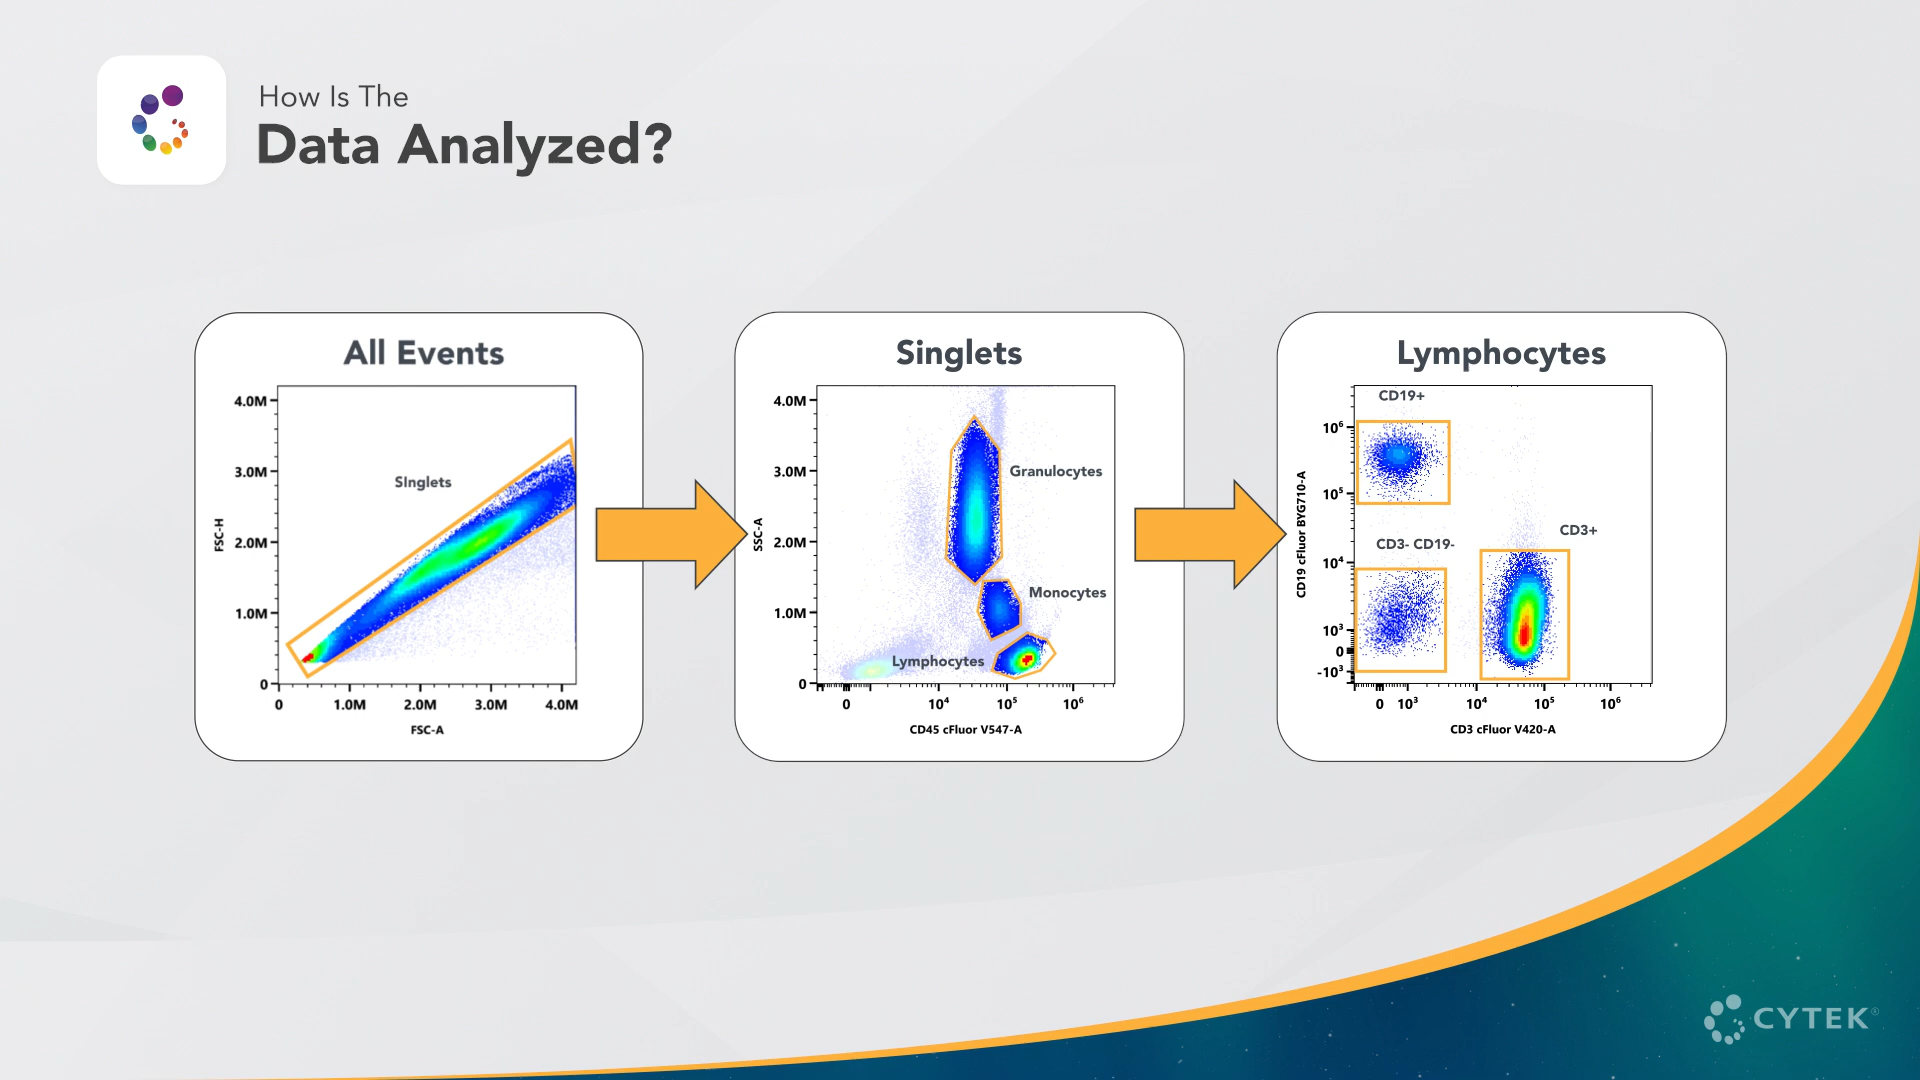 How Is The
Data Analyzed?
All Events
4.0M
3.0M
2.0M
1.0M
0
FSC-H
SInglets
0 1.0M 2.0M 3.0M 4.0M
FSC-A
Singlets
4.0M
3.0M
2.0M
1.0M
0
SSC-A
Granulocytes
Monocytes
Lymphocytes
0 10⁴ 10⁵ 10⁶
CD45 cFluor V547-A
Lymphocytes
10⁶
10⁵
10⁴
10³
0
-10³
CD19 cFluor BYG710-A
CD19+
CD3- CD19-
CD3+
0 10³ 10⁴ 10⁵ 10⁶
CD3 cFluor V420-A
CYTEK®